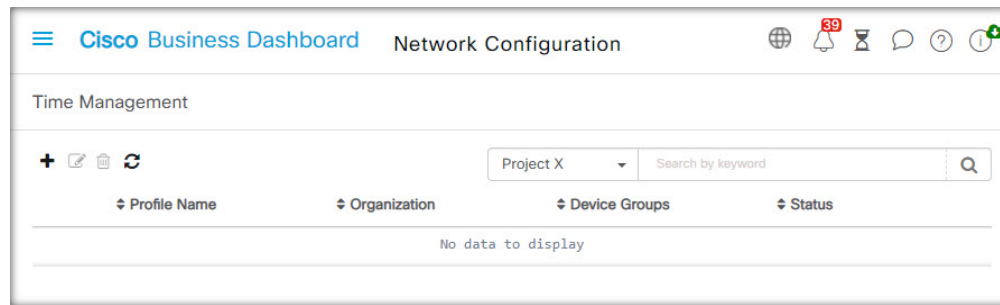 Cisco Business Dashboard Network Configuration 39
Time Management
Project X Search by keyword
Profile Name Organization Device Groups Status
No data to display